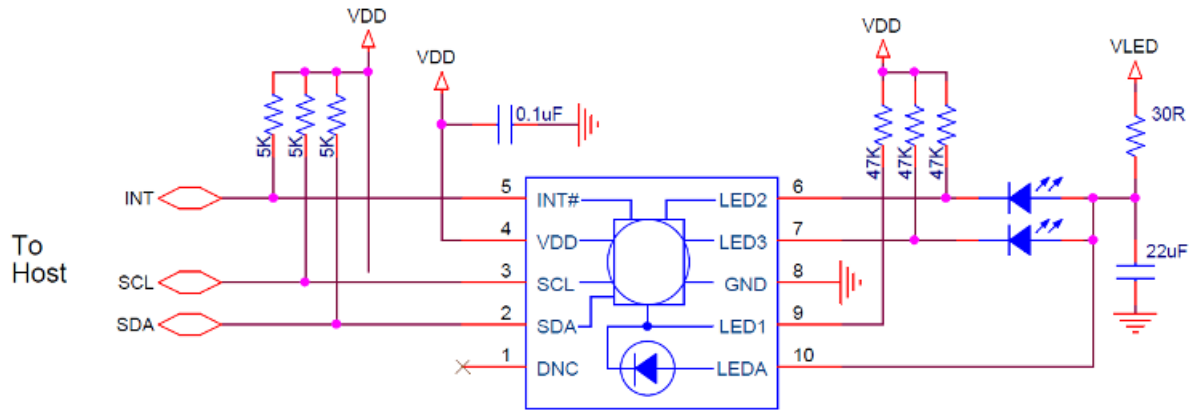 VDD
VDD
VDD
VLED
0.1uF
30R
5K
5K
5K
47K
47K
47K
INT
5
INT#
LED2
6
To
Host
4
VDD
LED3
7
22uF
SCL
3
SCL
GND
8
SDA
2
SDA
LED1
9
1
DNC
LEDA
10